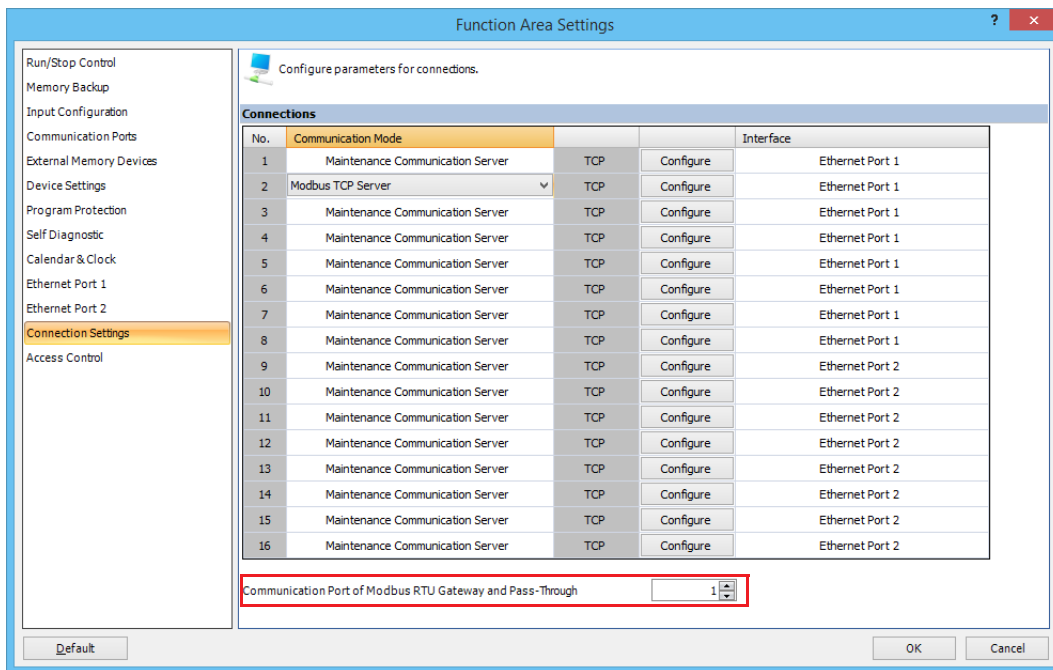 Function Area Settings
?
×
Run/Stop Control
Memory Backup
Input Configuration
Communication Ports
External Memory Devices
Device Settings
Program Protection
Self Diagnostic
Calendar & Clock
Ethernet Port 1
Ethernet Port 2
Connection Settings
Access Control
Configure parameters for connections.
Connections
No. Communication Mode Interface
1 Maintenance Communication Server TCP Configure Ethernet Port 1
2 Modbus TCP Server TCP Configure Ethernet Port 1
3 Maintenance Communication Server TCP Configure Ethernet Port 1
4 Maintenance Communication Server TCP Configure Ethernet Port 1
5 Maintenance Communication Server TCP Configure Ethernet Port 1
6 Maintenance Communication Server TCP Configure Ethernet Port 1
7 Maintenance Communication Server TCP Configure Ethernet Port 1
8 Maintenance Communication Server TCP Configure Ethernet Port 1
9 Maintenance Communication Server TCP Configure Ethernet Port 2
10 Maintenance Communication Server TCP Configure Ethernet Port 2
11 Maintenance Communication Server TCP Configure Ethernet Port 2
12 Maintenance Communication Server TCP Configure Ethernet Port 2
13 Maintenance Communication Server TCP Configure Ethernet Port 2
14 Maintenance Communication Server TCP Configure Ethernet Port 2
15 Maintenance Communication Server TCP Configure Ethernet Port 2
16 Maintenance Communication Server TCP Configure Ethernet Port 2
Communication Port of Modbus RTU Gateway and Pass-Through 1
Default OK Cancel